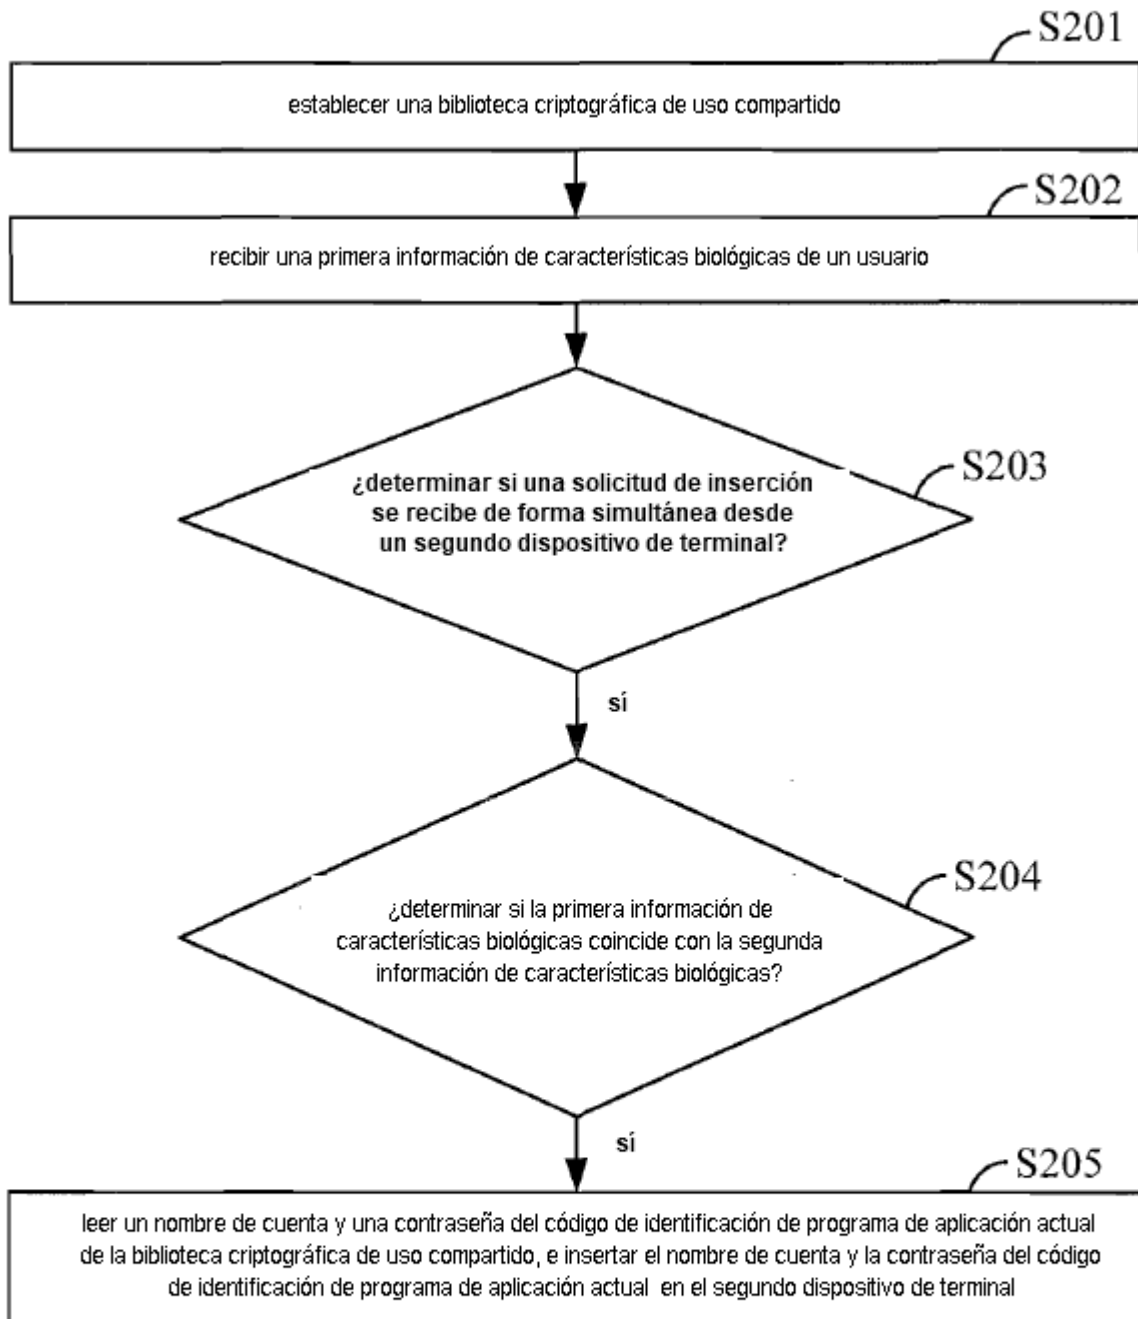 S201
establecer una biblioteca criptográfica de uso compartido
S202
recibir una primera información de características biológicas de un usuario
S203
¿determinar si una solicitud de inserción
se recibe de forma simultánea desde
un segundo dispositivo de terminal?
sí
S204
¿determinar si la primera información de
características biológicas coincide con la segunda
información de características biológicas?
sí
S205
leer un nombre de cuenta y una contraseña del código de identificación de programa de aplicación actual
de la biblioteca criptográfica de uso compartido, e insertar el nombre de cuenta y la contraseña del código
de identificación de programa de aplicación actual en el segundo dispositivo de terminal